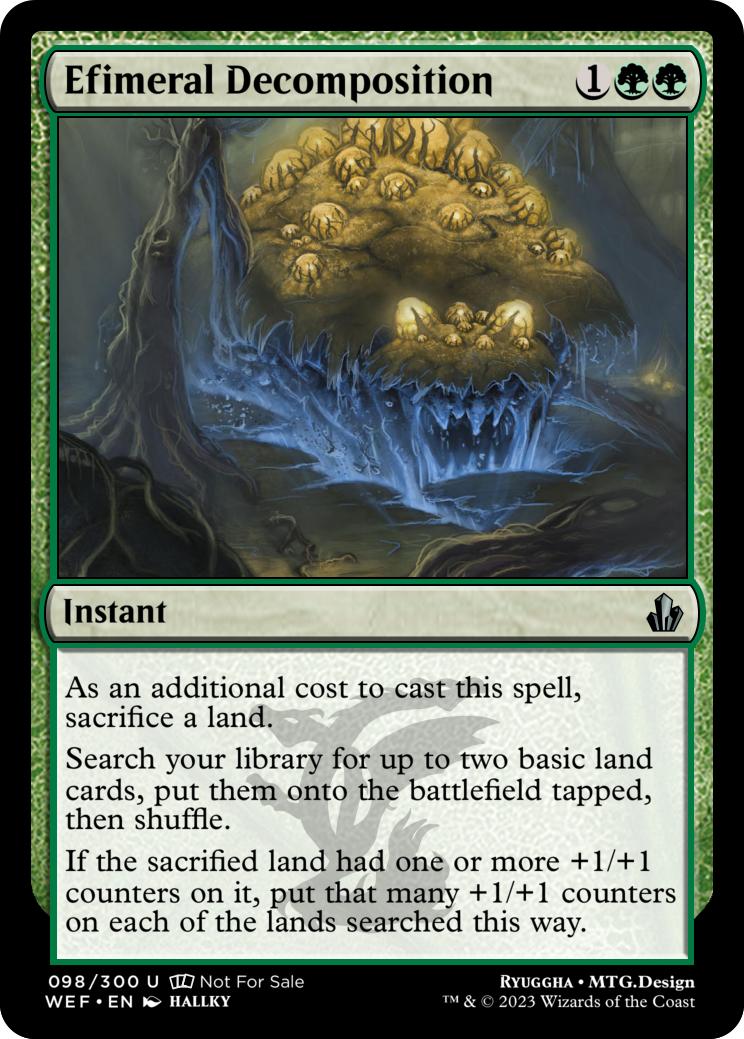 Efimeral Decomposition 1
Instant
As an additional cost to cast this spell,
sacrifice a land.
Search your library for up to two basic land
cards, put them onto the battlefield tapped,
then shuffle.
If the sacrified land had one or more +1/+1
counters on it, put that many +1/+1 counters
on each of the lands searched this way.
098/300 U Not For Sale
WEF • EN HALLKY
RYUGGHA • MTG.Design
™ & © 2023 Wizards of the Coast